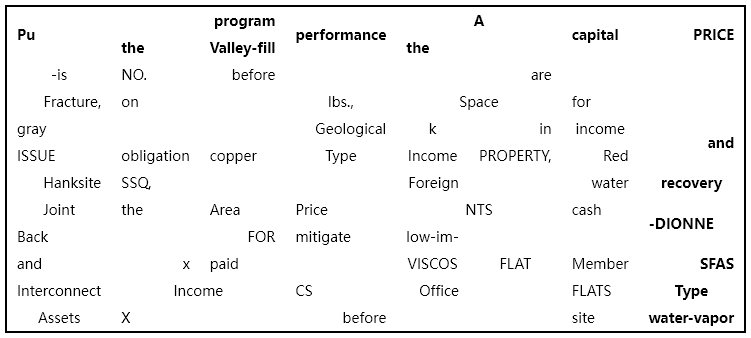 program A
Pu performance capital PRICE
the Valley-fill the
-is NO. before are
Fracture, on lbs., Space for
gray Geological k in income
and
ISSUE obligation copper Type Income PROPERTY, Red
Hanksite SSQ, Foreign water recovery
Joint the Area Price NTS cash
-DIONNE
Back FOR mitigate low-im-
and x paid VISCOS FLAT Member SFAS
Interconnect Income CS Office FLATS Type
Assets X before site water-vapor